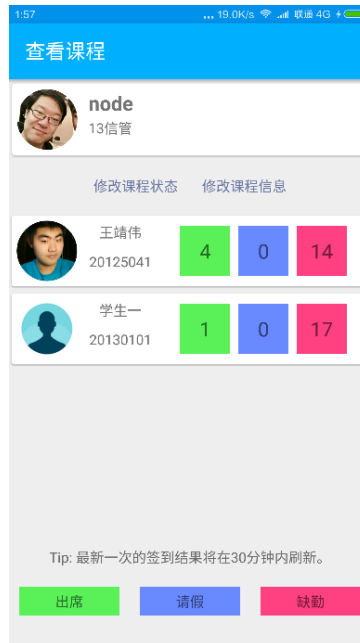 1:57 ... 19.0K/s 联通 4G
查看课程
node
13信管
修改课程状态 修改课程信息
王靖伟
20125041
4 0 14
学生一
20130101
1 0 17
Tip: 最新一次的签到结果将在30分钟内刷新。
出席 请假 缺勤